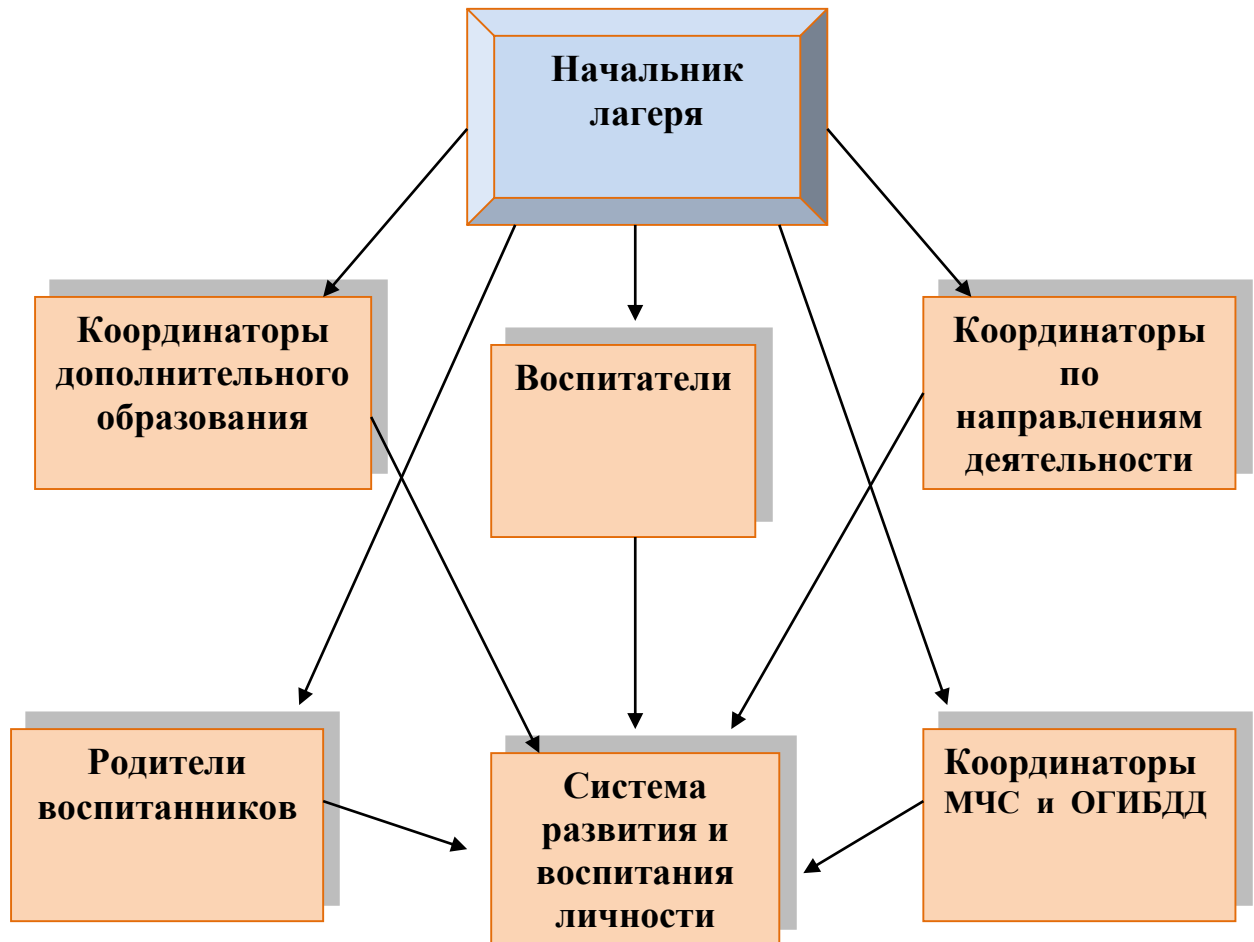 Начальник
лагеря
Координаторы
дополнительного
образования
Воспитатели
Координаторы
по
направлениям
деятельности
Родители
воспитанников
Система
развития и
воспитания
личности
Координаторы
МЧС и ОГИБДД